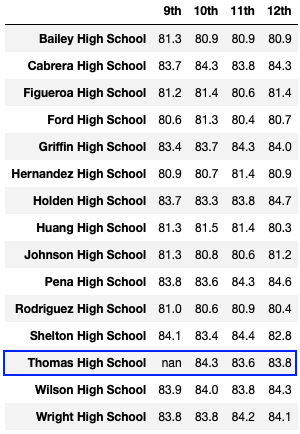 9th 10th 11th 12th
Bailey High School 81.3 80.9 80.9 80.9
Cabrera High School 83.7 84.3 83.8 84.3
Figueroa High School 81.2 81.4 80.6 81.4
Ford High School 80.6 81.3 80.4 80.7
Griffin High School 83.4 83.7 84.3 84.0
Hernandez High School 80.9 80.7 81.4 80.9
Holden High School 83.7 83.3 83.8 84.7
Huang High School 81.3 81.5 81.4 80.3
Johnson High School 81.3 80.8 80.6 81.2
Pena High School 83.8 83.6 84.3 84.6
Rodriguez High School 81.0 80.6 80.9 80.4
Shelton High School 84.1 83.4 84.4 82.8
Thomas High School nan 84.3 83.6 83.8
Wilson High School 83.9 84.0 83.8 84.3
Wright High School 83.8 83.8 84.2 84.1